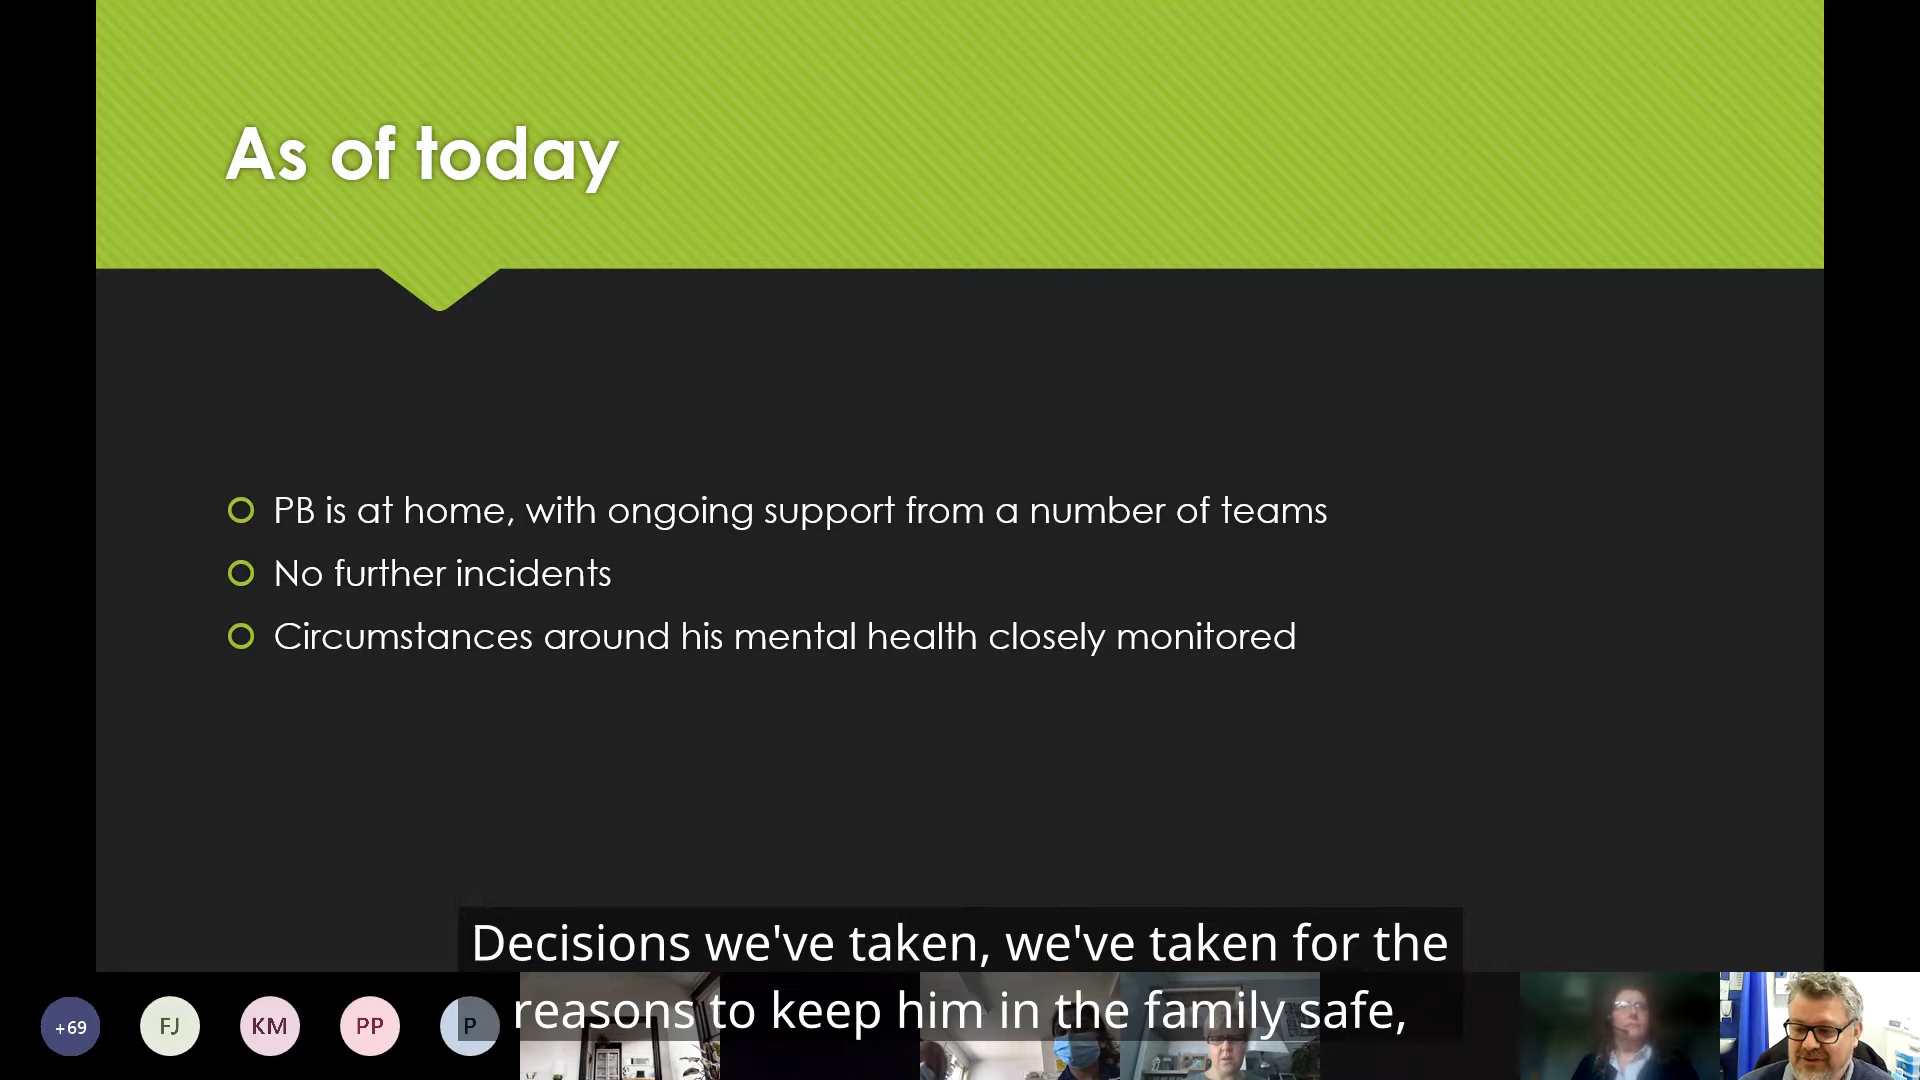 As of today
PB is at home, with ongoing support from a number of teams
No further incidents
Circumstances around his mental health closely monitored
Decisions we've taken, we've taken for the
reasons to keep him in the family safe,
+69
FJ
KM
PP
P